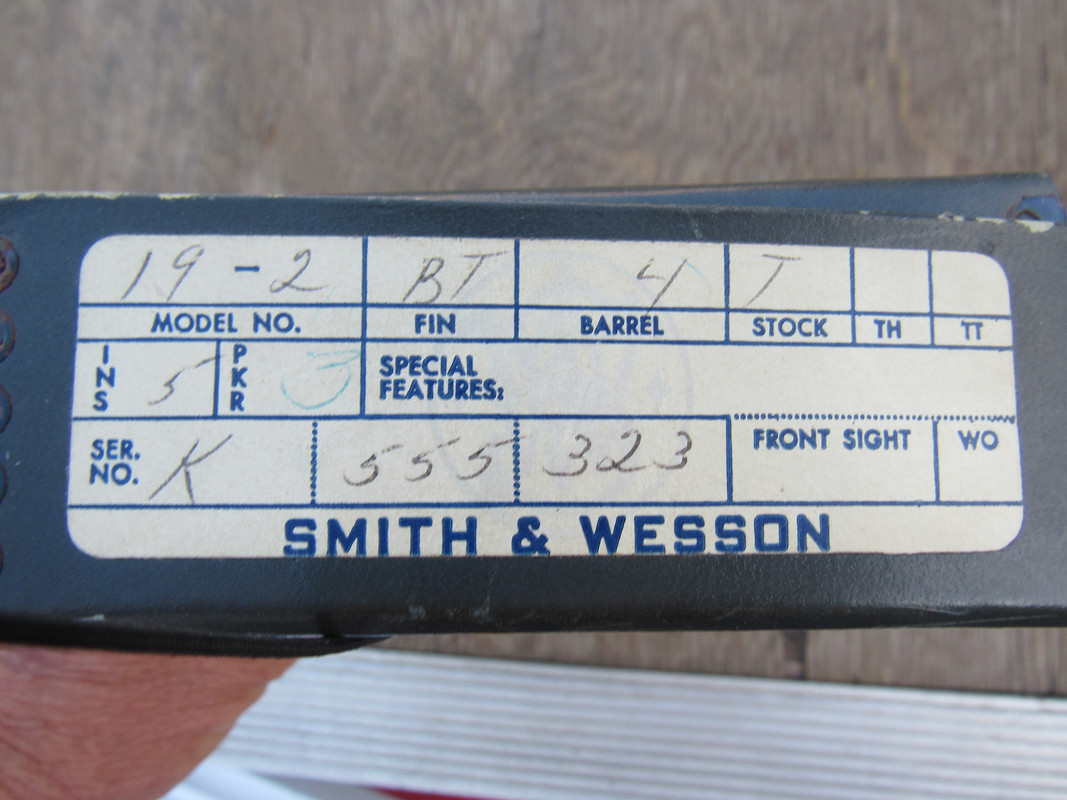 19-2 BT 4 T
MODEL NO. FIN BARREL STOCK TH TT
INS 5 PKR 3 SPECIAL FEATURES:
SER. NO. K 555 323 FRONT SIGHT WO
SMITH & WESSON